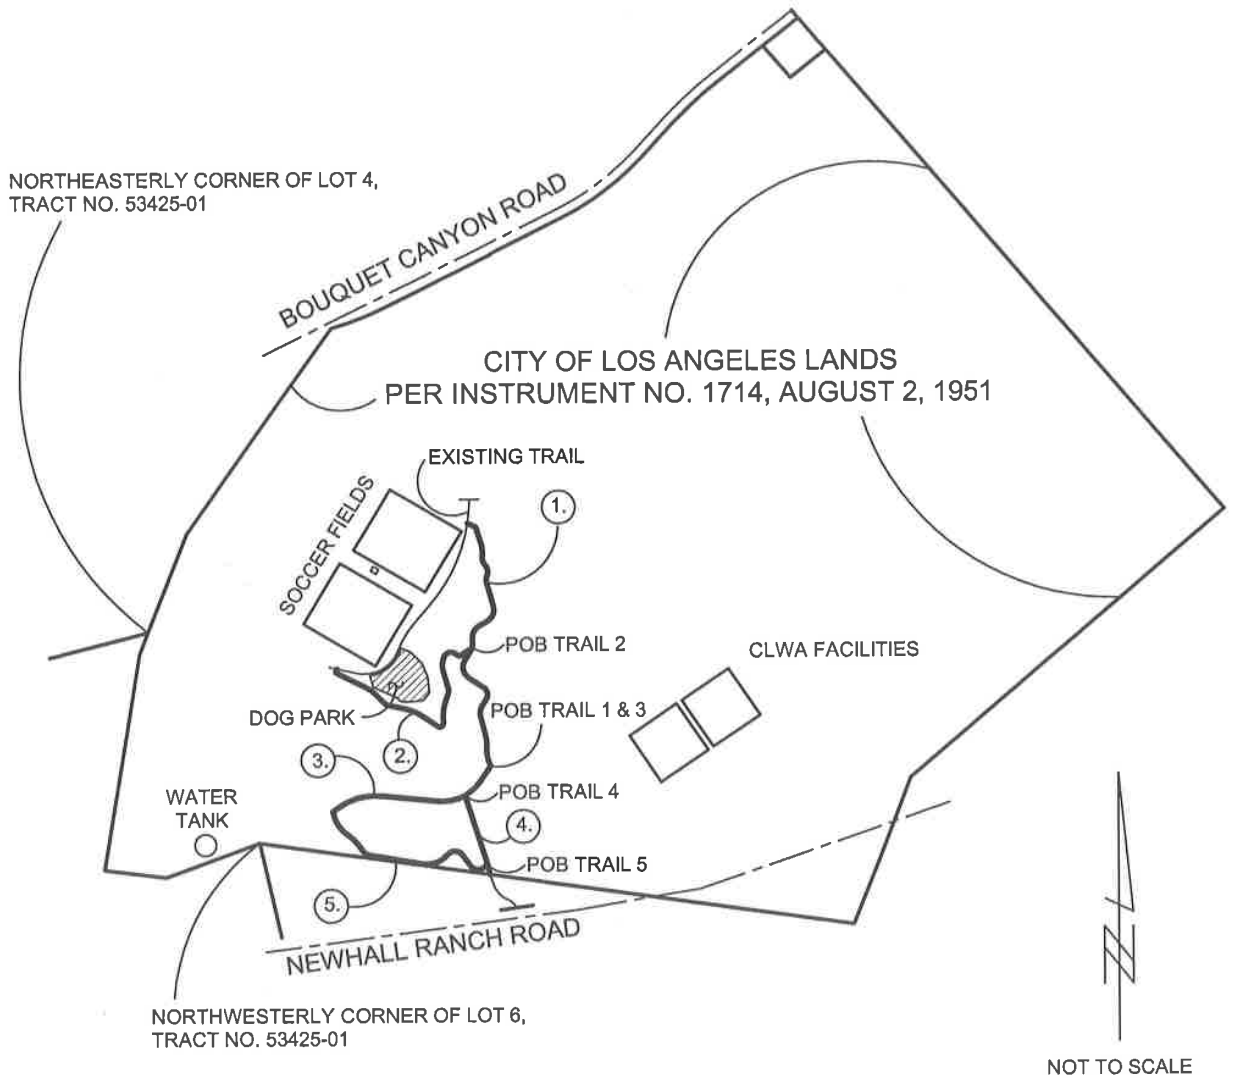 NORTHEASTERLY CORNER OF LOT 4,
TRACT NO. 53425-01
BOUQUET CANYON ROAD
CITY OF LOS ANGELES LANDS
PER INSTRUMENT NO. 1714, AUGUST 2, 1951
EXISTING TRAIL
1.
SOCCER FIELDS
POB TRAIL 2
CLWA FACILITIES
DOG PARK
POB TRAIL 1 & 3
2.
3.
POB TRAIL 4
WATER
TANK
4.
POB TRAIL 5
5.
NEWHALL RANCH ROAD
N
NORTHWESTERLY CORNER OF LOT 6,
TRACT NO. 53425-01
NOT TO SCALE